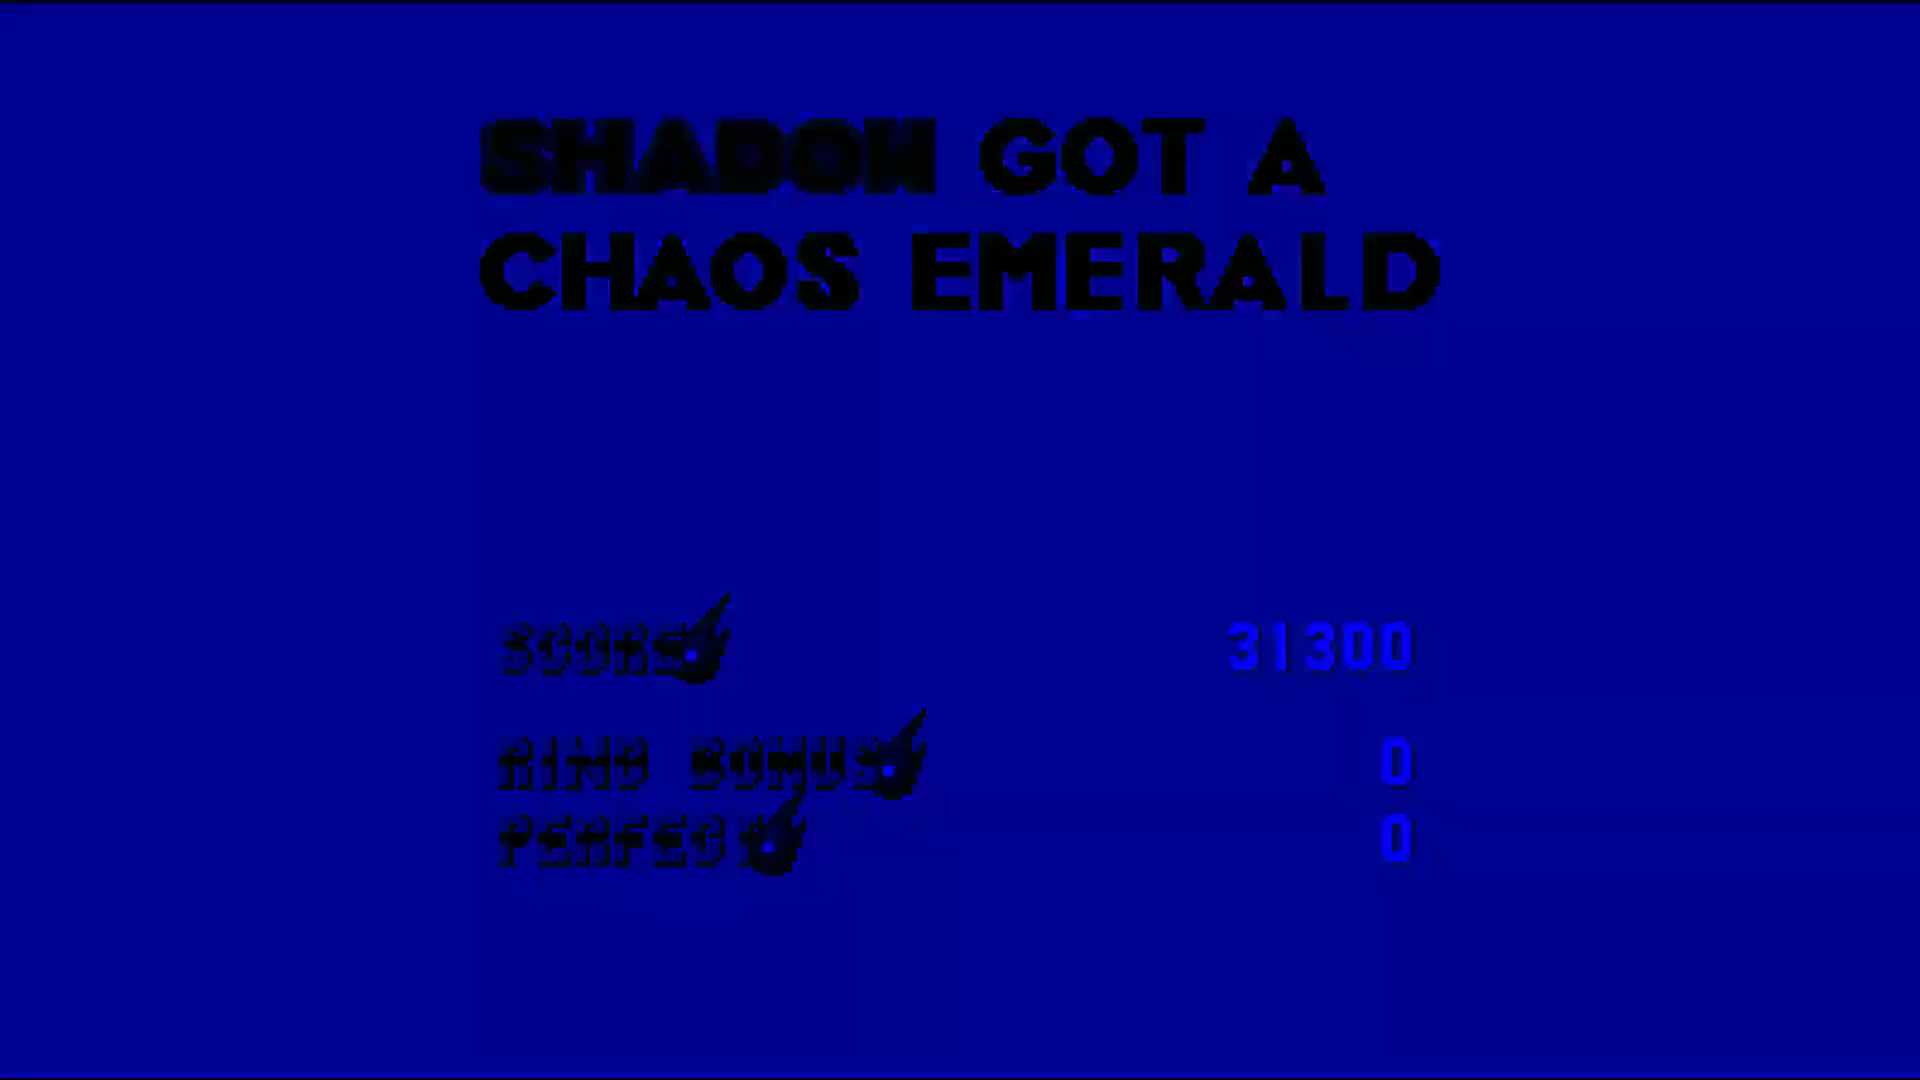 SHADOW GOT A
CHAOS EMERALD
SCORE 31300
RING BONUS 0
PERFECT 0